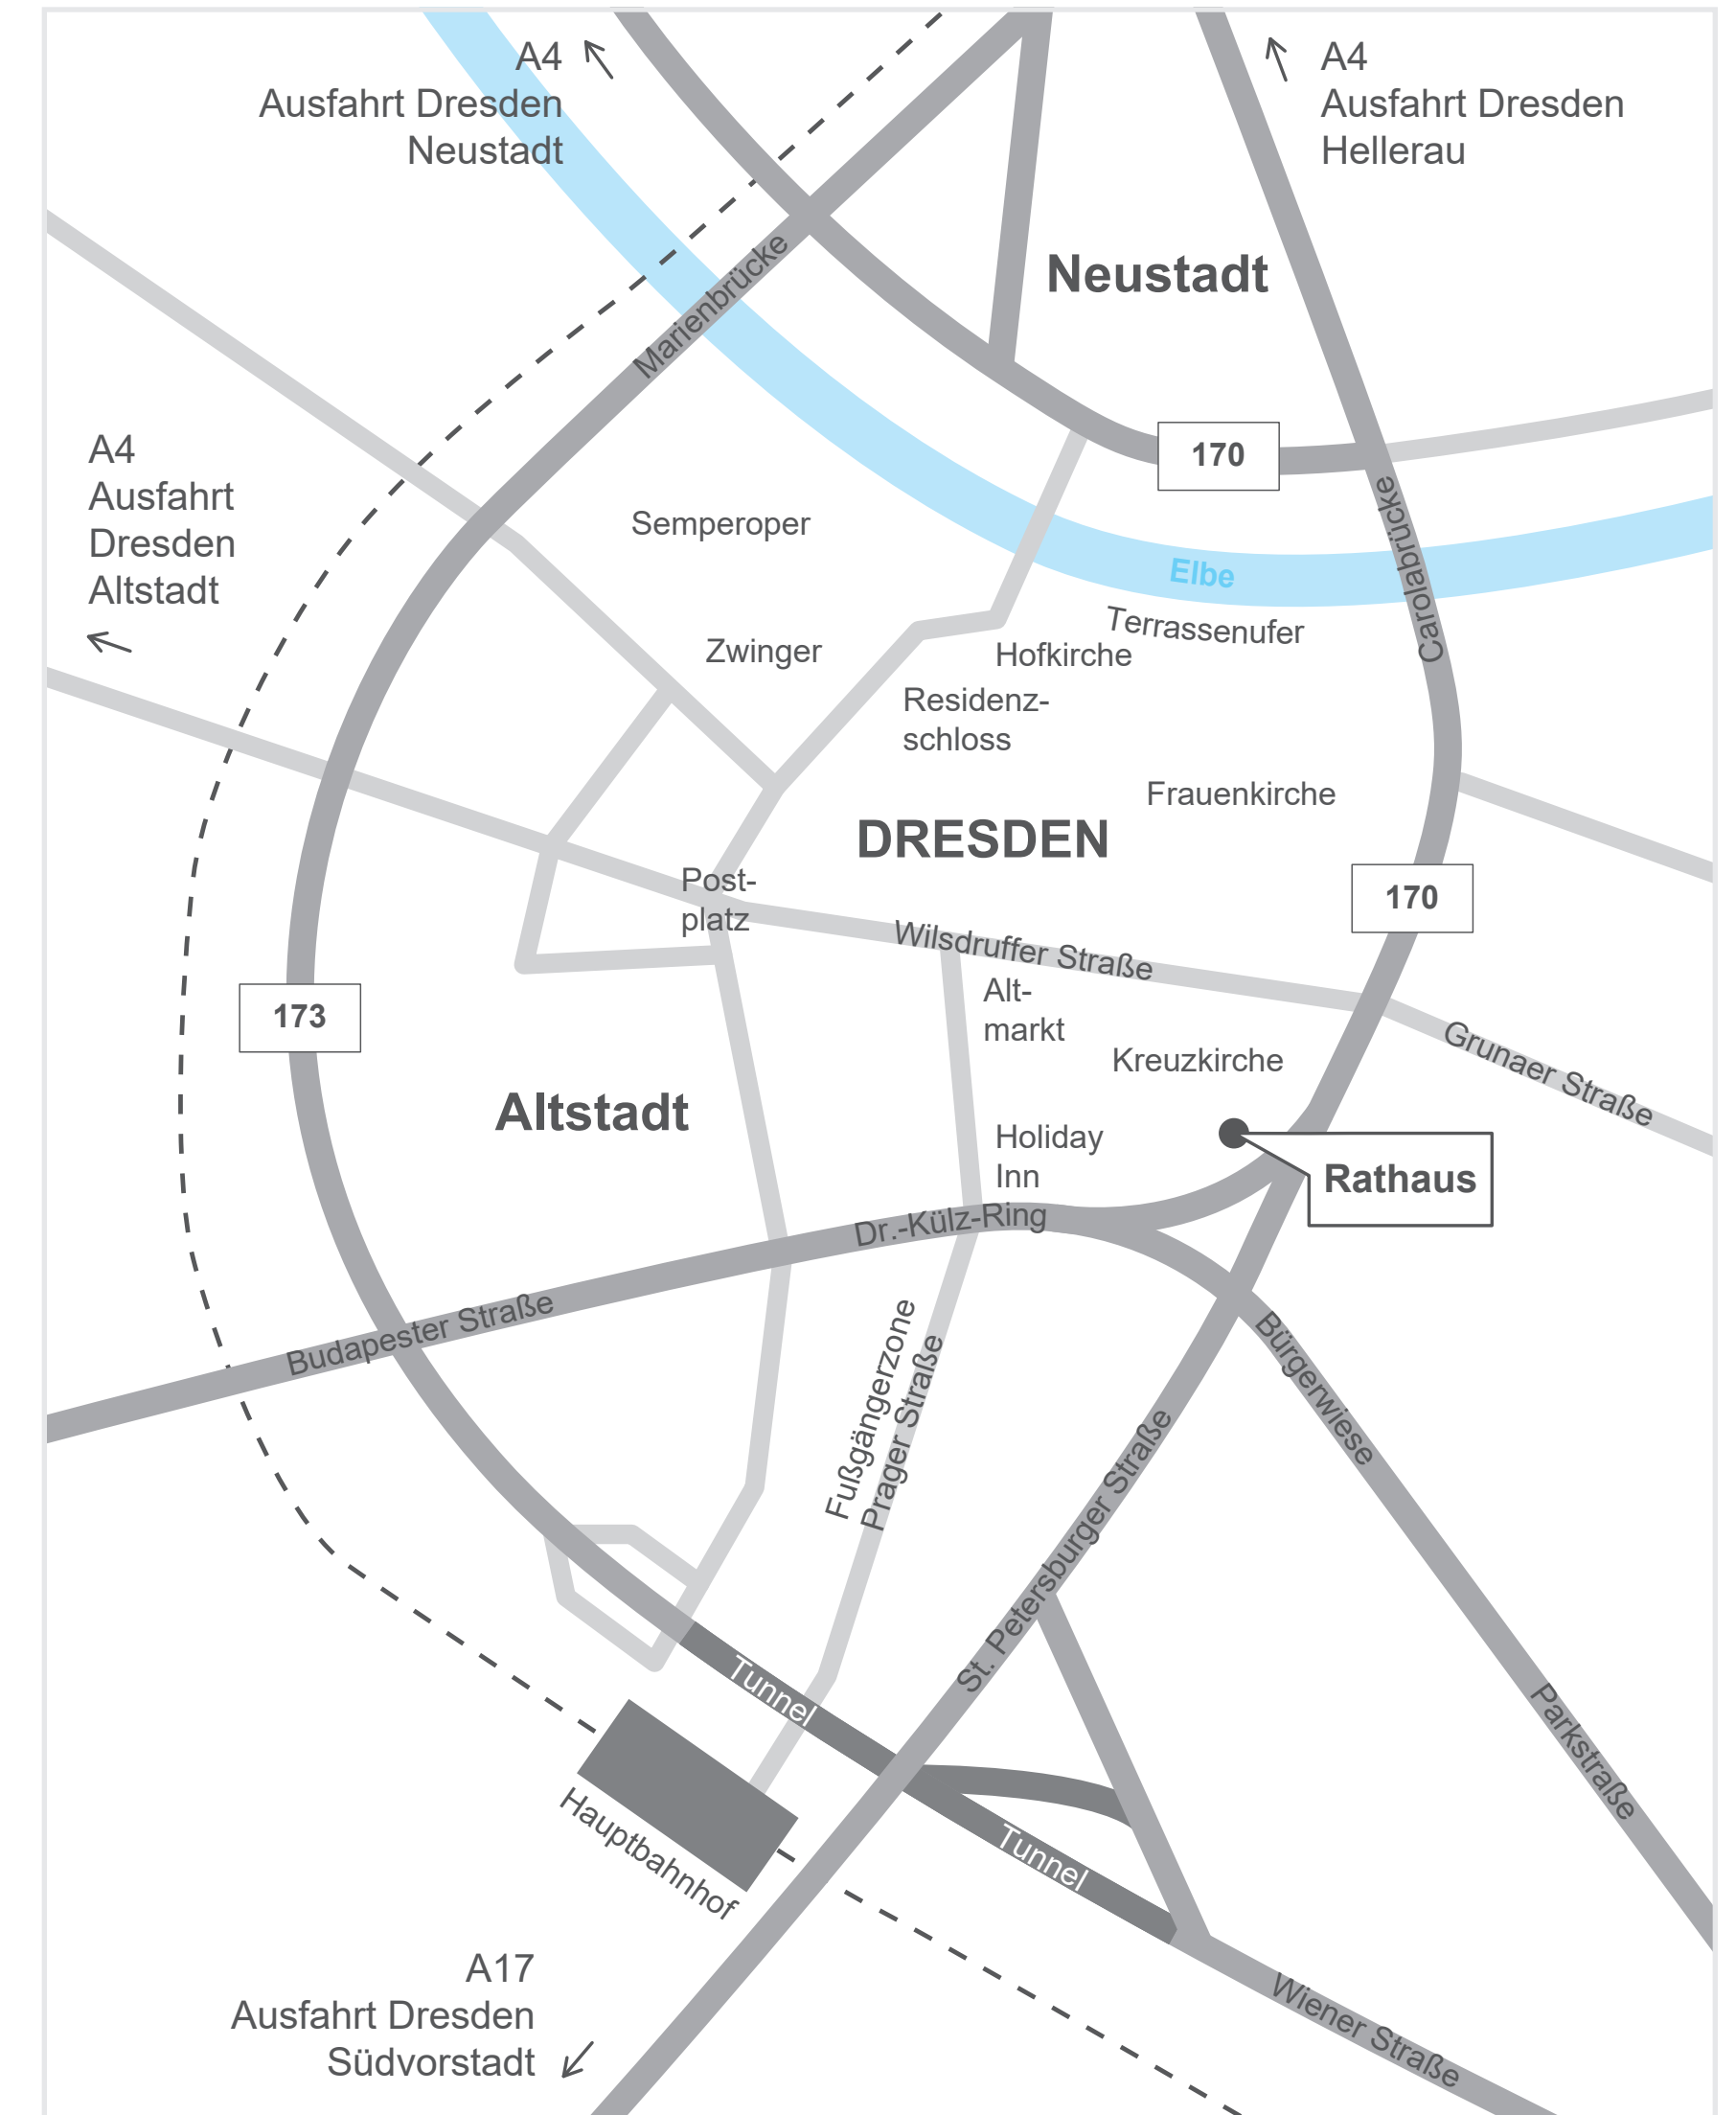 A4
Ausfahrt Dresden
Neustadt
A4
Ausfahrt Dresden
Hellerau
Marienbrücke
Neustadt
A4
Ausfahrt
Dresden
Altstadt
170
Semperoper
Carolabrücke
Elbe
Terrassenufer
Zwinger
Hofkirche
Residenz-
schloss
Frauenkirche
DRESDEN
Post-
platz
170
Wilsdruffer Straße
173
Alt-
markt
Grunaer Straße
Kreuzkirche
Altstadt
Holiday
Inn
Rathaus
Dr.-Külz-Ring
Budapester Straße
Fußgängerzone
Prager Straße
Bürgerwiese
St. Petersburger Straße
Tunnel
Parkstraße
Hauptbahnhof
Tunnel
A17
Ausfahrt Dresden
Südvorstadt
Wiener Straße